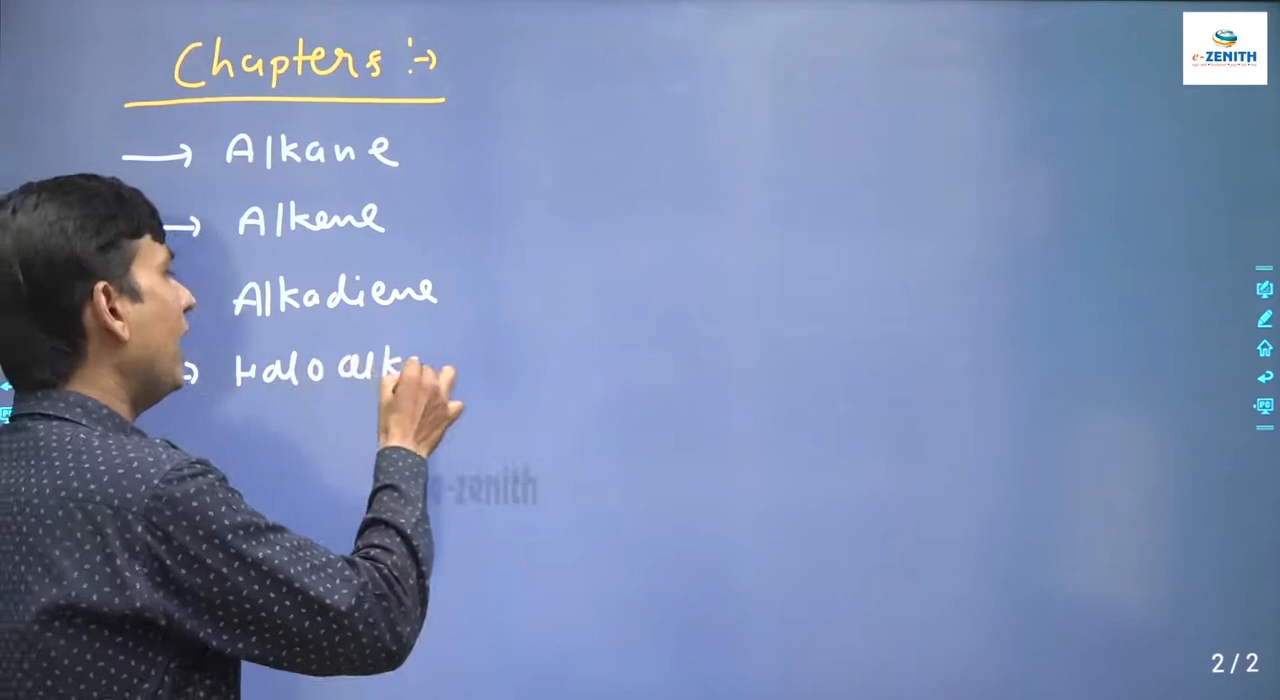 Chapters :→
→ Alkane
→ Alkene
Alkadiene
→ Haloalk
e-zenith
e-ZENITH
2/2